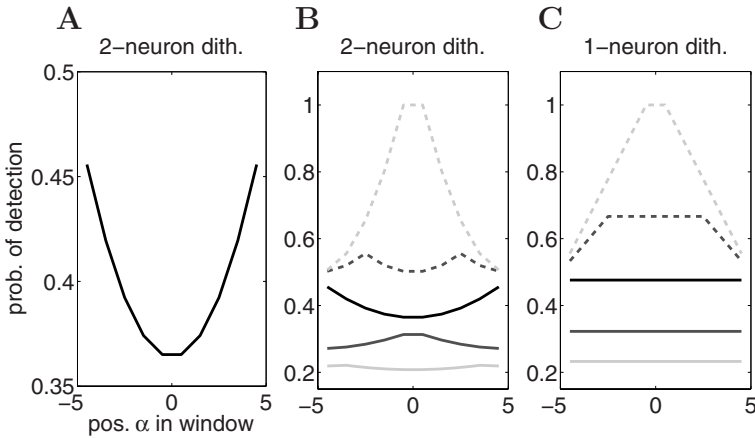 A
B
C
2−neuron dith.
2−neuron dith.
1−neuron dith.
prob. of detection
0.5
0.45
0.4
0.35
−5
0
5
pos. α in window
1
0.8
0.6
0.4
0.2
−5
0
5
1
0.8
0.6
0.4
0.2
−5
0
5